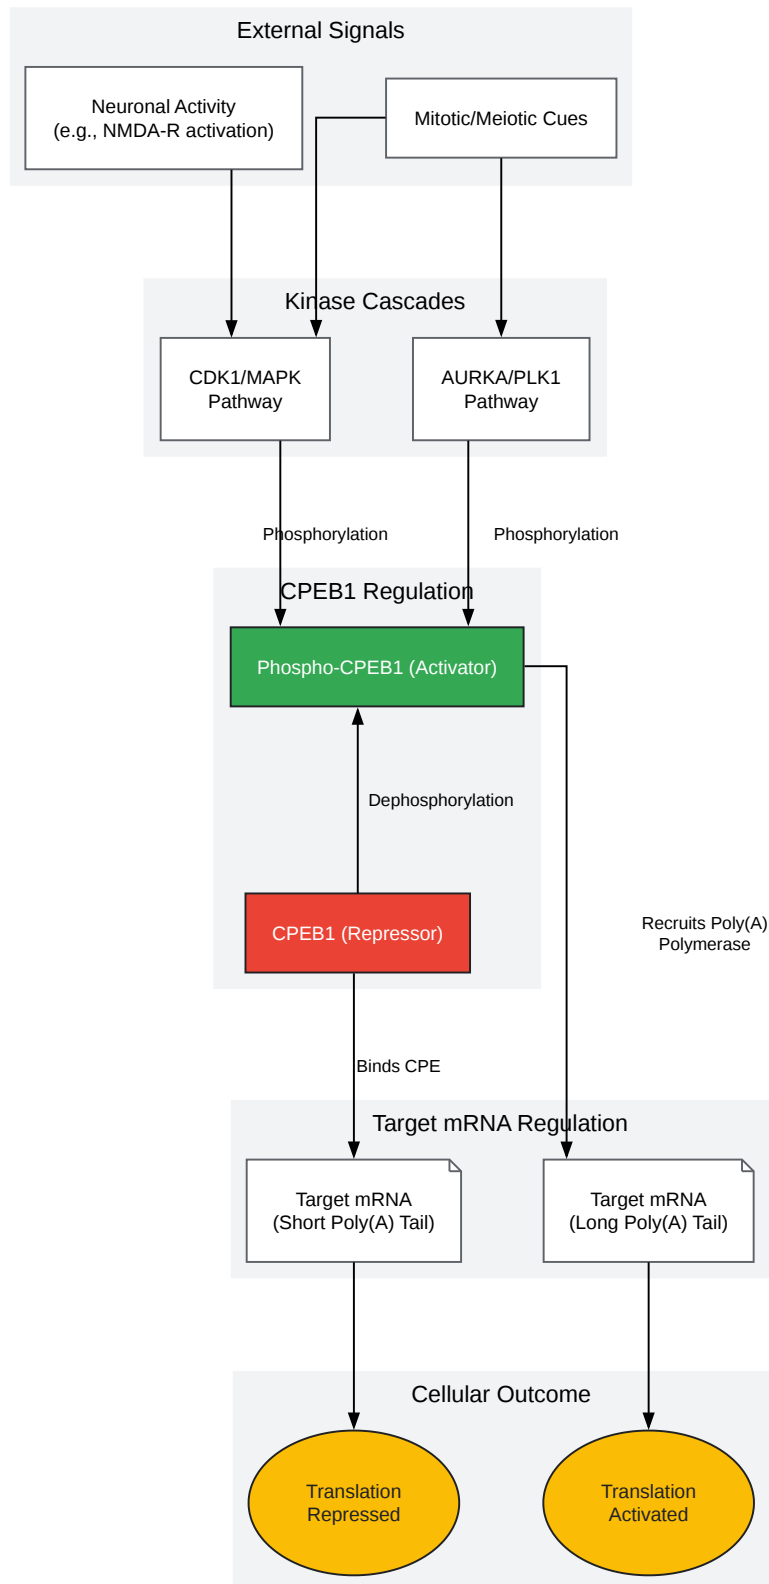 External Signals
Neuronal Activity
(e.g., NMDA-R activation)
Mitotic/Meiotic Cues
Kinase Cascades
CDK1/MAPK
Pathway
AURKA/PLK1
Pathway
Phosphorylation
Phosphorylation
CPEB1 Regulation
Phospho-CPEB1 (Activator)
Dephosphorylation
CPEB1 (Repressor)
Recruits Poly(A)
Polymerase
Binds CPE
Target mRNA Regulation
Target mRNA
(Short Poly(A) Tail)
Target mRNA
(Long Poly(A) Tail)
Cellular Outcome
Translation
Repressed
Translation
Activated